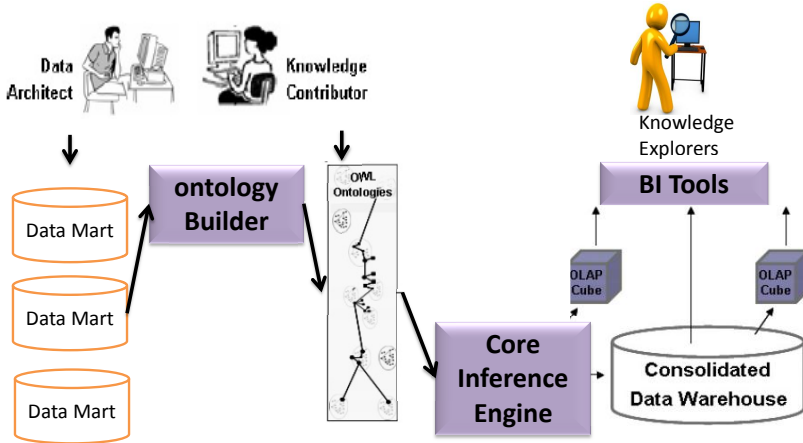 Data
Architect
Knowledge
Contributor
Knowledge
Explorers
ontology
Builder
OWL
Ontologies
BI Tools
Data Mart
Data Mart
Data Mart
OLAP
Cube
OLAP
Cube
Core
Inference
Engine
Consolidated
Data Warehouse